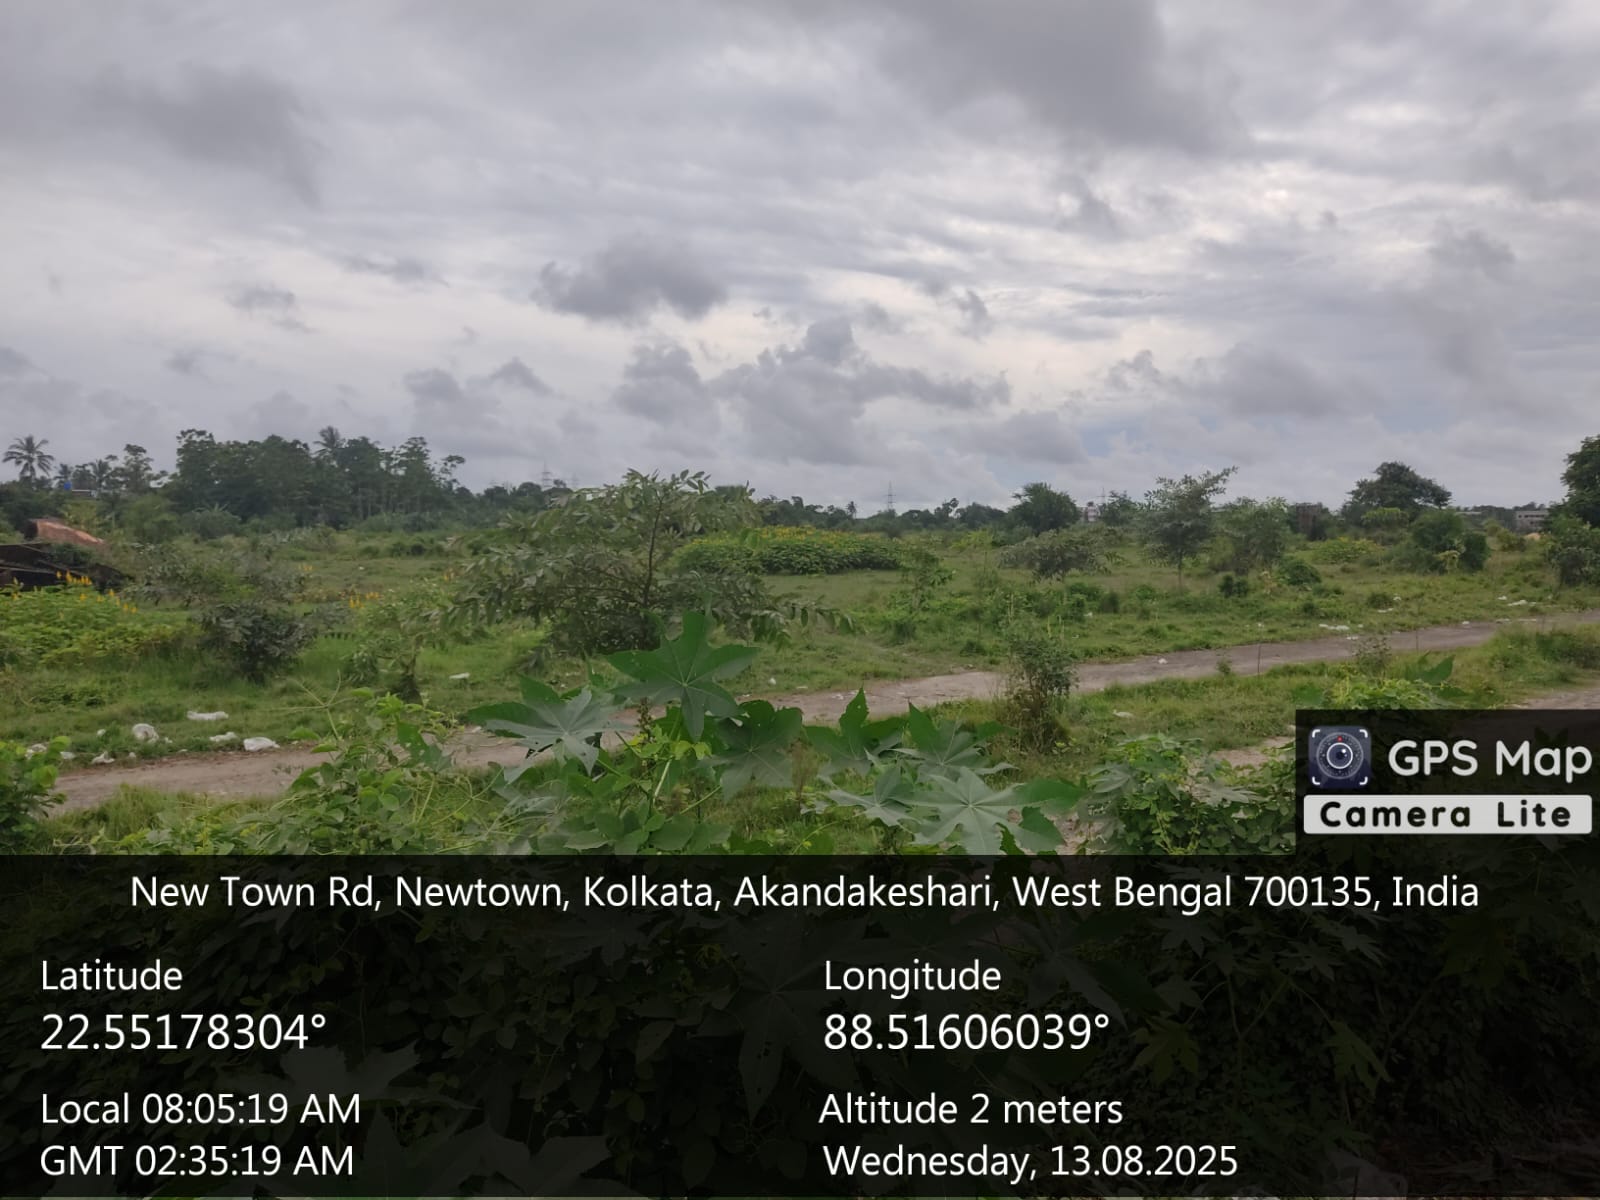 GPS Map
Camera Lite
New Town Rd, Newtown, Kolkata, Akandakeshari, West Bengal 700135, India
Latitude
22.55178304°
Longitude
88.51606039°
Local 08:05:19 AM
GMT 02:35:19 AM
Altitude 2 meters
Wednesday, 13.08.2025